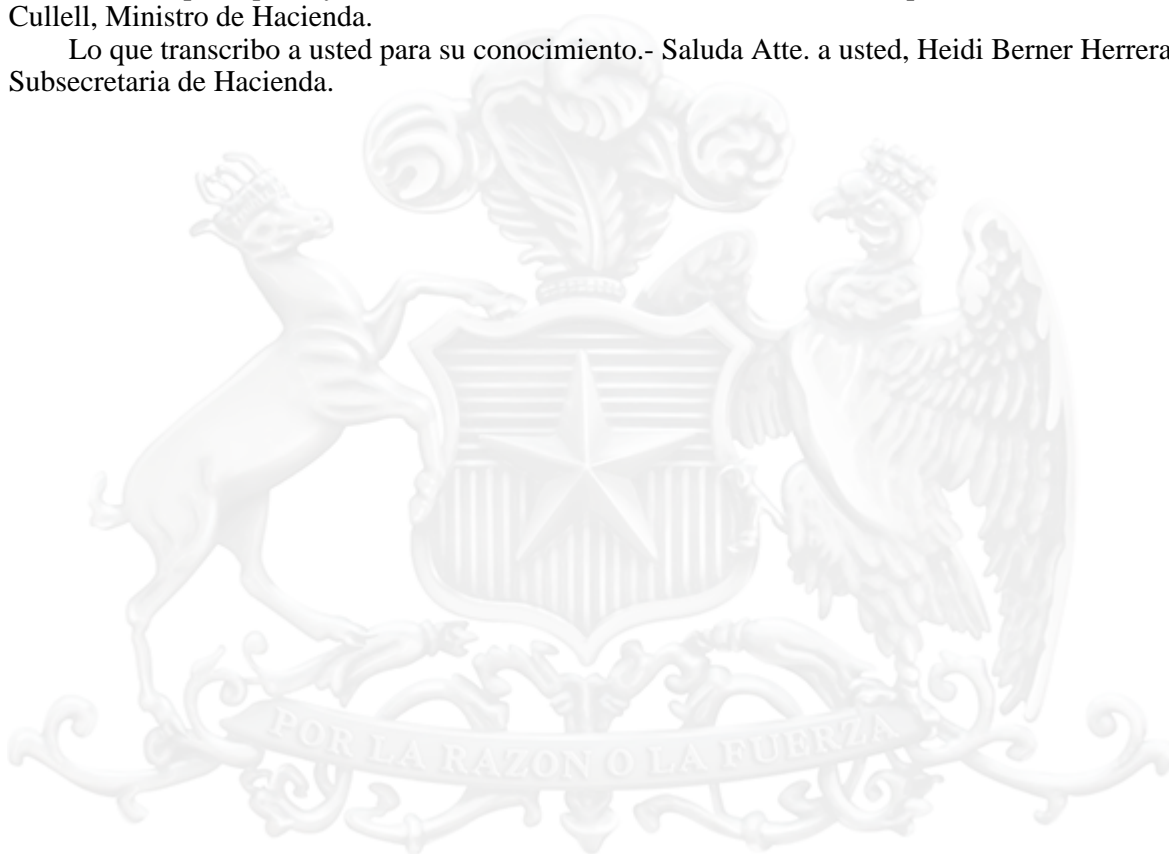 Cullell, Ministro de Hacienda.
Lo que transcribo a usted para su conocimiento.- Saluda Atte. a usted, Heidi Berner Herrera
Subsecretaria de Hacienda.
POR LA RAZON O LA FUERZA